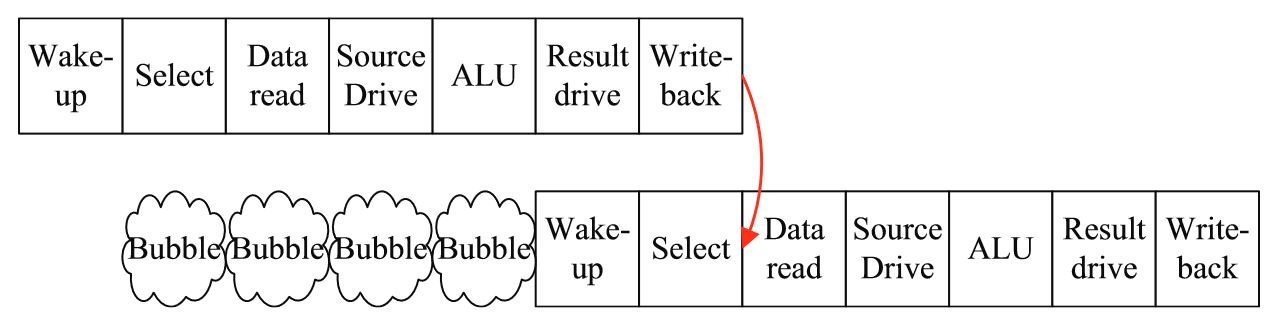 Wake-
up
Select
Data
read
Source
Drive
ALU
Result
drive
Write-
back
Bubble
Bubble
Bubble
Bubble
Wake-
up
Select
Data
read
Source
Drive
ALU
Result
drive
Write-
back